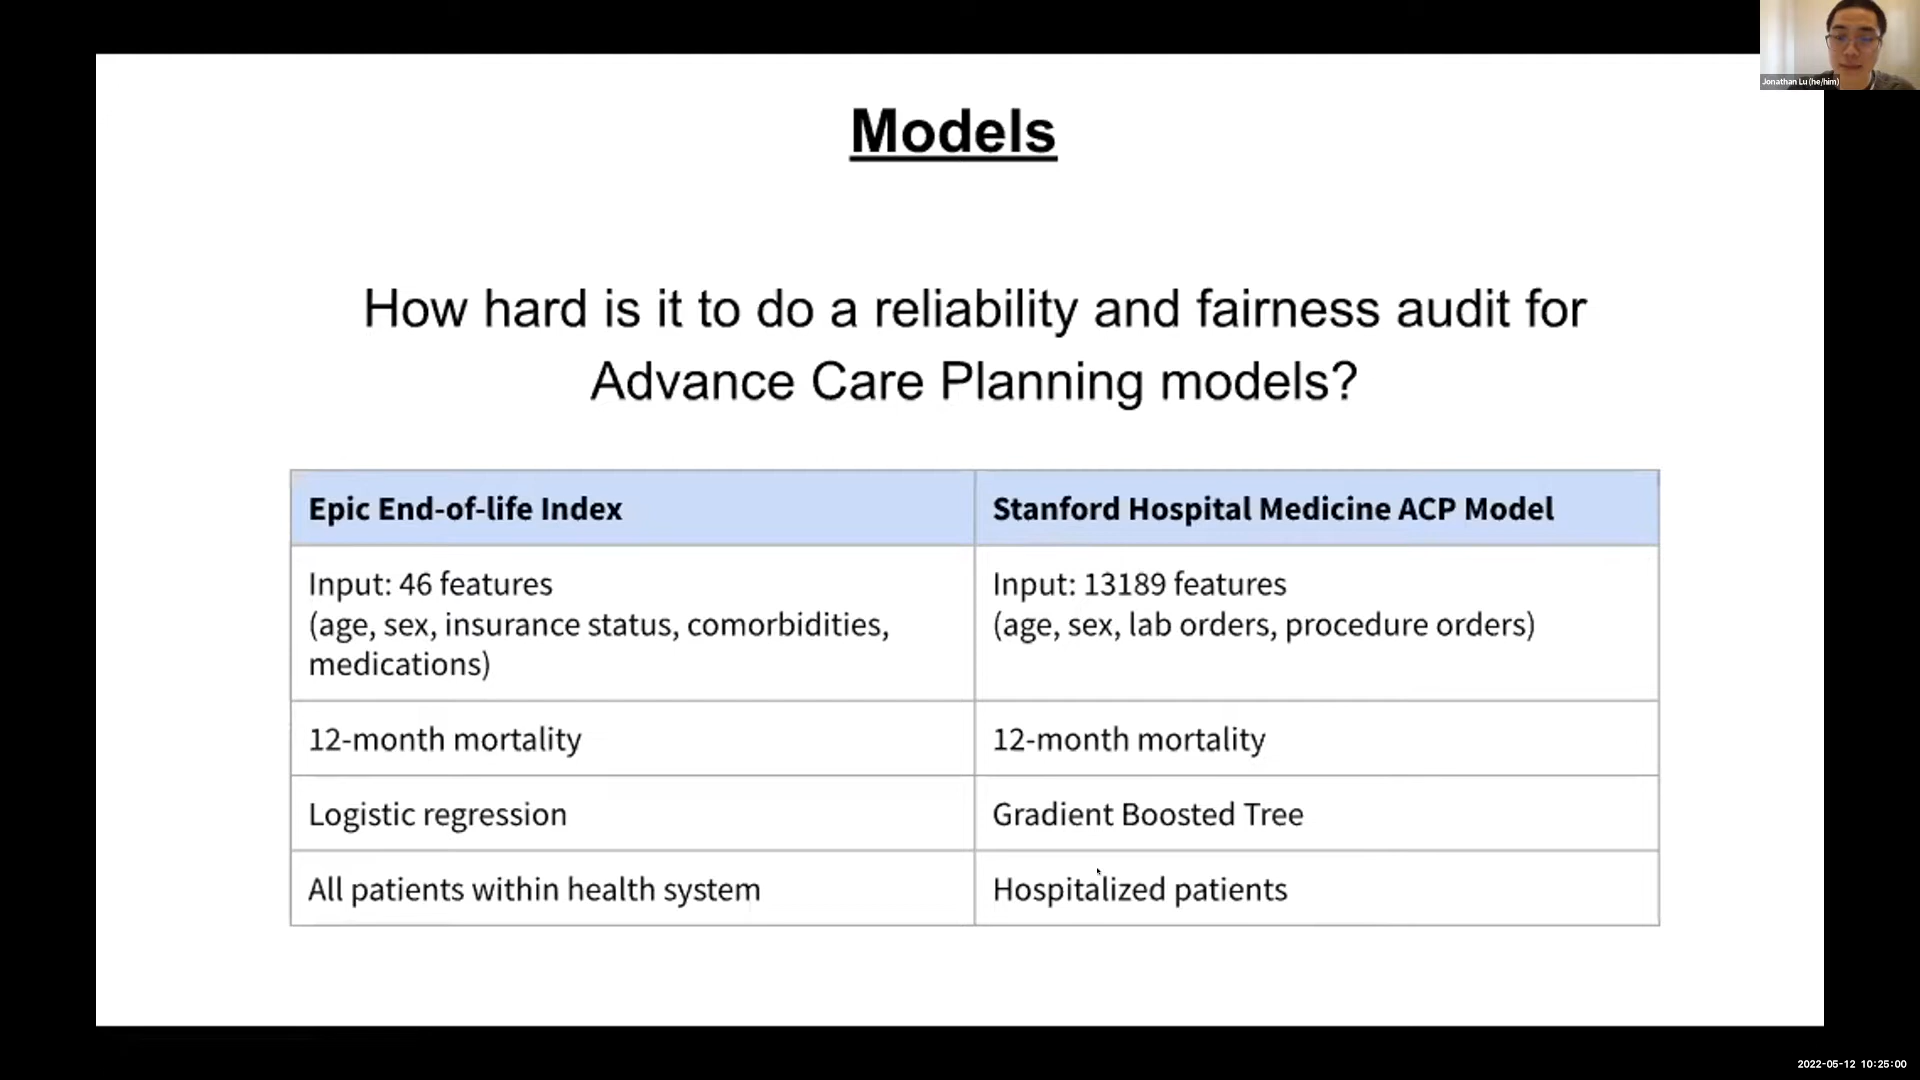 Jonathan Lu (he/him)
Models
How hard is it to do a reliability and fairness audit for
Advance Care Planning models?
Epic End-of-life Index
Stanford Hospital Medicine ACP Model
Input: 46 features
(age, sex, insurance status, comorbidities,
medications)
Input: 13189 features
(age, sex, lab orders, procedure orders)
12-month mortality
12-month mortality
Logistic regression
Gradient Boosted Tree
All patients within health system
Hospitalized patients
2022-05-12 10:25:00